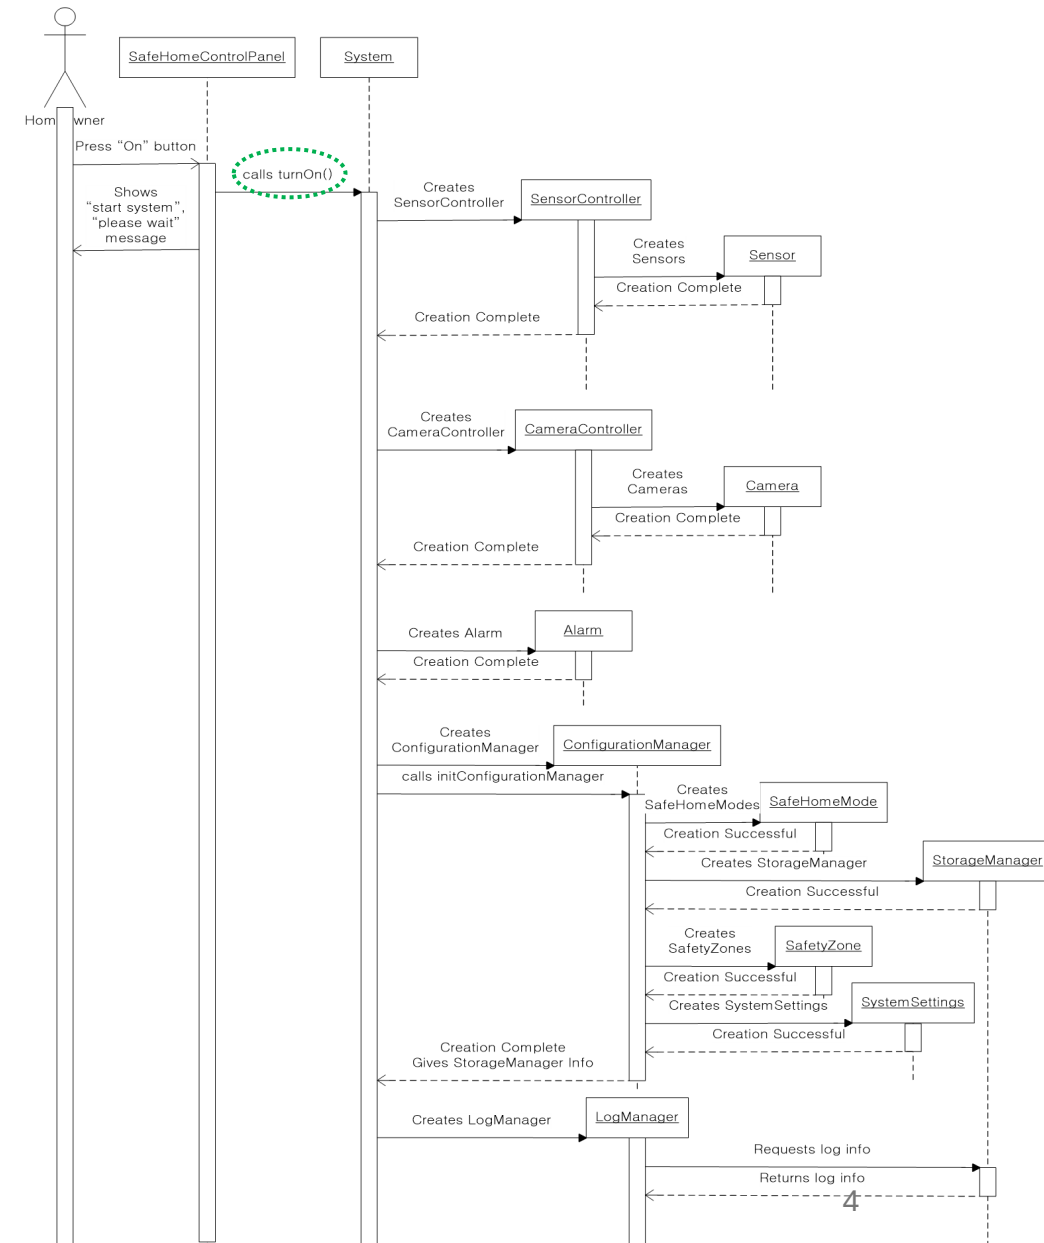 SafeHomeControlPanel
System
Homeowner
Press “On” button
calls turnOn()
Shows
“start system”,
“please wait”
message
Creates
SensorController
SensorController
Creates
Sensors
Sensor
Creation Complete
Creation Complete
Creates
CameraController
CameraController
Creates
Cameras
Camera
Creation Complete
Creation Complete
Creates Alarm
Alarm
Creation Complete
Creates
ConfigurationManager
ConfigurationManager
calls initConfigurationManager
Creates
SafeHomeModes
SafeHomeMode
Creation Successful
Creates StorageManager
StorageManager
Creation Successful
Creates
SafetyZones
SafetyZone
Creation Successful
Creates SystemSettings
SystemSettings
Creation Successful
Creation Complete
Gives StorageManager Info
Creates LogManager
LogManager
Requests log info
Returns log info
4